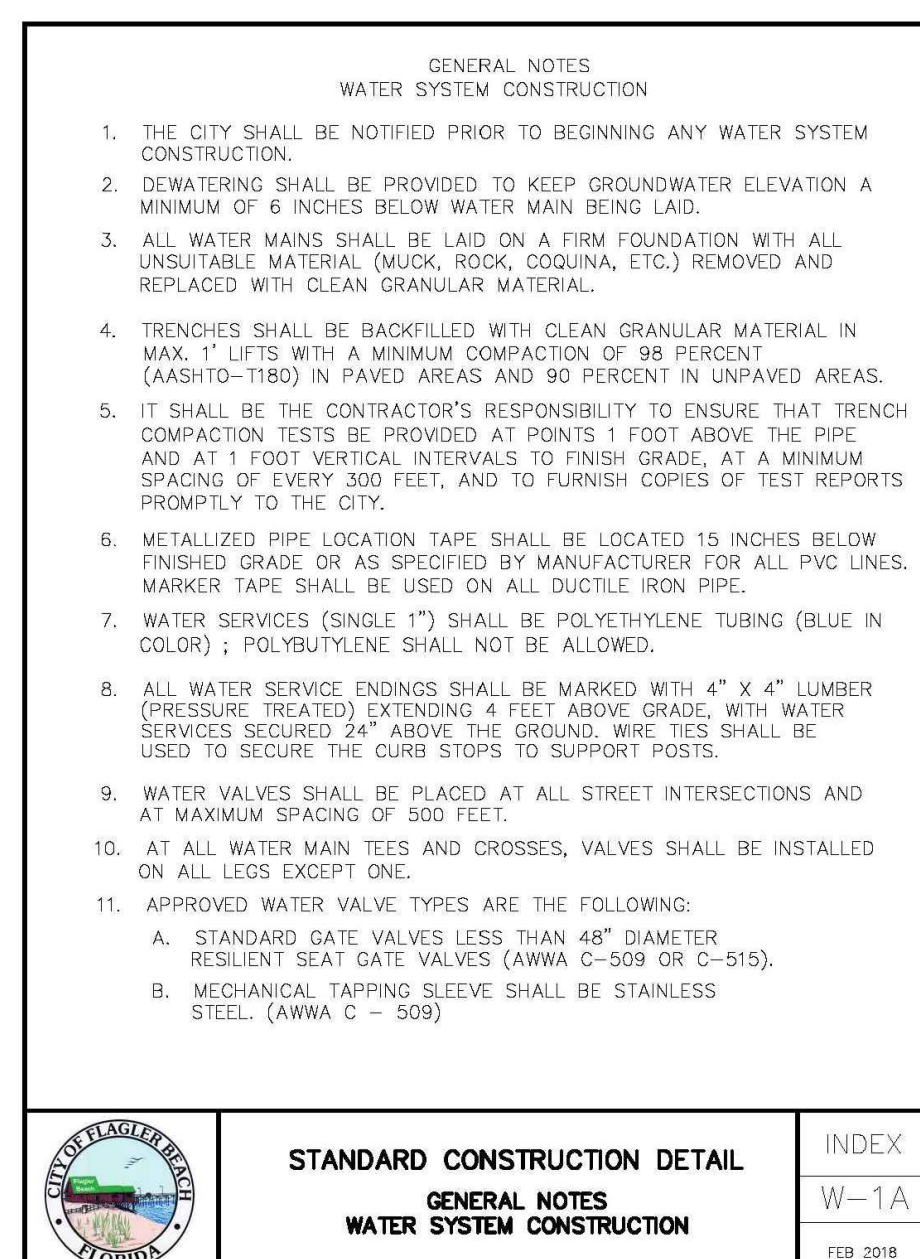 GENERAL NOTES
WATER SYSTEM CONSTRUCTION
1. THE CITY SHALL BE NOTIFIED PRIOR TO BEGINNING ANY WATER SYSTEM
CONSTRUCTION.
2. DEWATERING SHALL BE PROVIDED TO KEEP GROUNDWATER ELEVATION A
MINIMUM OF 6 INCHES BELOW WATER MAIN BEING LAID.
3. ALL WATER MAINS SHALL BE LAID ON A FIRM FOUNDATION WITH ALL
UNSUITABLE MATERIAL (MUCK, ROCK, COQUINA, ETC.) REMOVED AND
REPLACED WITH CLEAN GRANULAR MATERIAL.
4. TRENCHES SHALL BE BACKFILLED WITH CLEAN GRANULAR MATERIAL IN
MAX. 1' LIFTS WITH A MINIMUM COMPACTION OF 98 PERCENT
(AASHTO-T180) IN PAVED AREAS AND 90 PERCENT IN UNPAVED AREAS.
5. IT SHALL BE THE CONTRACTOR'S RESPONSIBILITY TO ENSURE THAT TRENCH
COMPACTION TESTS BE PROVIDED AT POINTS 1 FOOT ABOVE THE PIPE
AND AT 1 FOOT VERTICAL INTERVALS TO FINISH GRADE, AT A MINIMUM
SPACING OF EVERY 300 FEET, AND TO FURNISH COPIES OF TEST REPORTS
PROMPTLY TO THE CITY.
6. METALLIZED PIPE LOCATION TAPE SHALL BE LOCATED 15 INCHES BELOW
FINISHED GRADE OR AS SPECIFIED BY MANUFACTURER FOR ALL PVC LINES.
MARKER TAPE SHALL BE USED ON ALL DUCTILE IRON PIPE.
7. WATER SERVICES (SINGLE 1") SHALL BE POLYETHYLENE TUBING (BLUE IN
COLOR) ; POLYBUTYLENE SHALL NOT BE ALLOWED.
8. ALL WATER SERVICE ENDINGS SHALL BE MARKED WITH 4" X 4" LUMBER
(PRESSURE TREATED) EXTENDING 4 FEET ABOVE GRADE, WITH WATER
SERVICES SECURED 24" ABOVE THE GROUND. WIRE TIES SHALL BE
USED TO SECURE THE CURB STOPS TO SUPPORT POSTS.
9. WATER VALVES SHALL BE PLACED AT ALL STREET INTERSECTIONS AND
AT MAXIMUM SPACING OF 500 FEET.
10. AT ALL WATER MAIN TEES AND CROSSES, VALVES SHALL BE INSTALLED
ON ALL LEGS EXCEPT ONE.
11. APPROVED WATER VALVE TYPES ARE THE FOLLOWING:
A. STANDARD GATE VALVES LESS THAN 48" DIAMETER
RESILIENT SEAT GATE VALVES (AWWA C-509 OR C-515).
B. MECHANICAL TAPPING SLEEVE SHALL BE STAINLESS
STEEL. (AWWA C - 509)
CITY OF FLAGLER BEACH
Flagler
Beach
FLORIDA
STANDARD CONSTRUCTION DETAIL
GENERAL NOTES
WATER SYSTEM CONSTRUCTION
INDEX
W-1A
FEB 2018